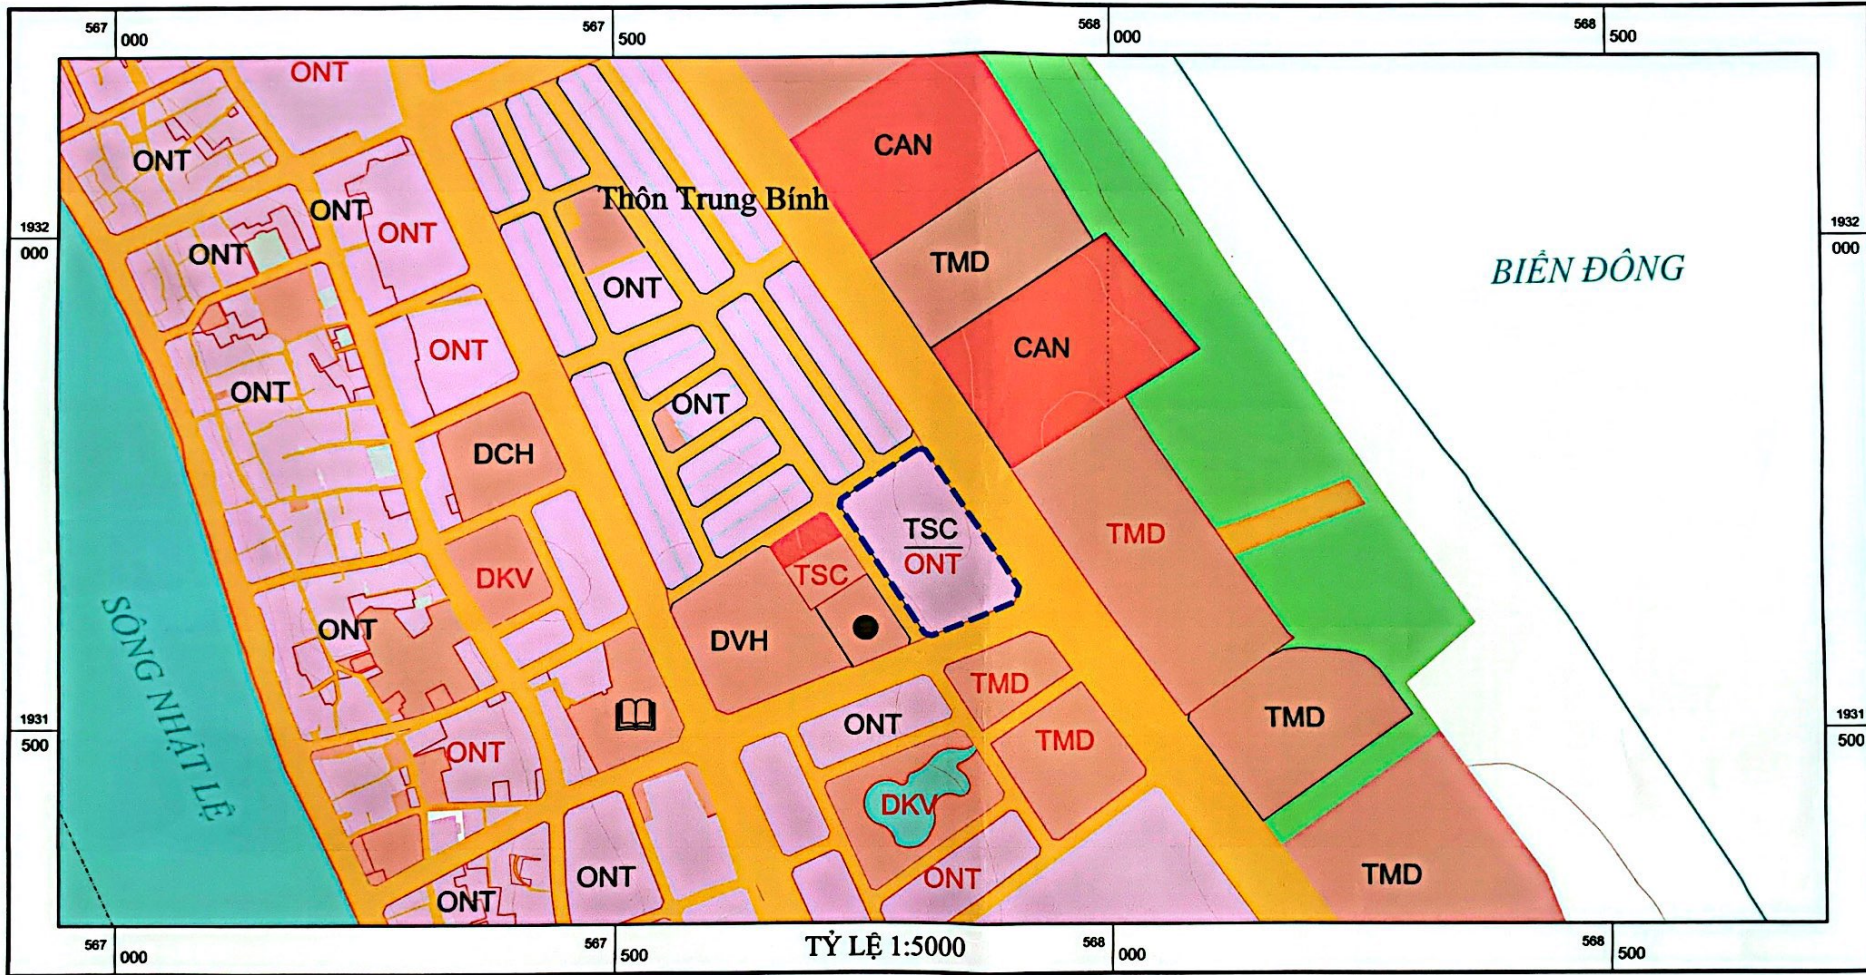 567 000
567 500
568 000
568 500
ONT
CAN
ONT
Thôn Trung Bính
ONT
ONT
1932 000
ONT
TMD
1932 000
BIỂN ĐÔNG
ONT
CAN
ONT
ONT
ONT
DCH
TSC
ONT
TMD
DKV
TSC
SÔNG NHẬT LỆ
ONT
DVH
TMD
1931 500
ONT
TMD
1931 500
ONT
TMD
DKV
ONT
ONT
TMD
ONT
567 000
567 500
TỶ LỆ 1:5000
568 000
568 500